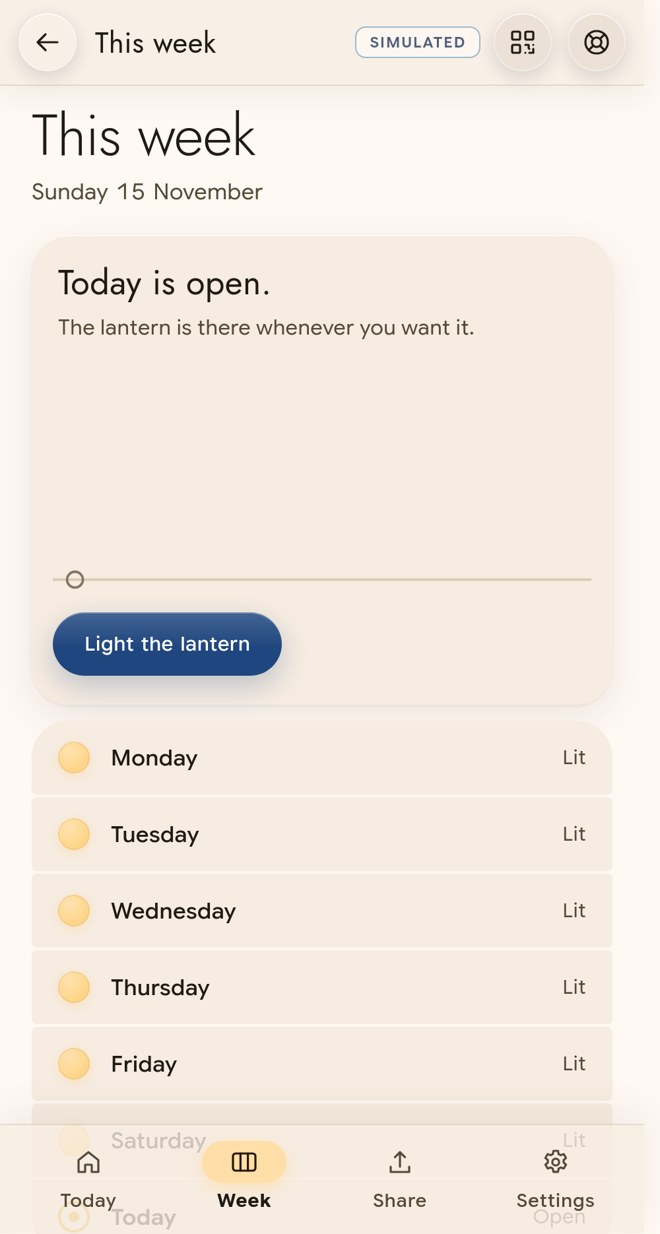 This week
SIMULATED
This week
Sunday 15 November
Today is open.
The lantern is there whenever you want it.
Light the lantern
Monday Lit
Tuesday Lit
Wednesday Lit
Thursday Lit
Friday Lit
Saturday Lit
Today Week Share Settings
Today Open